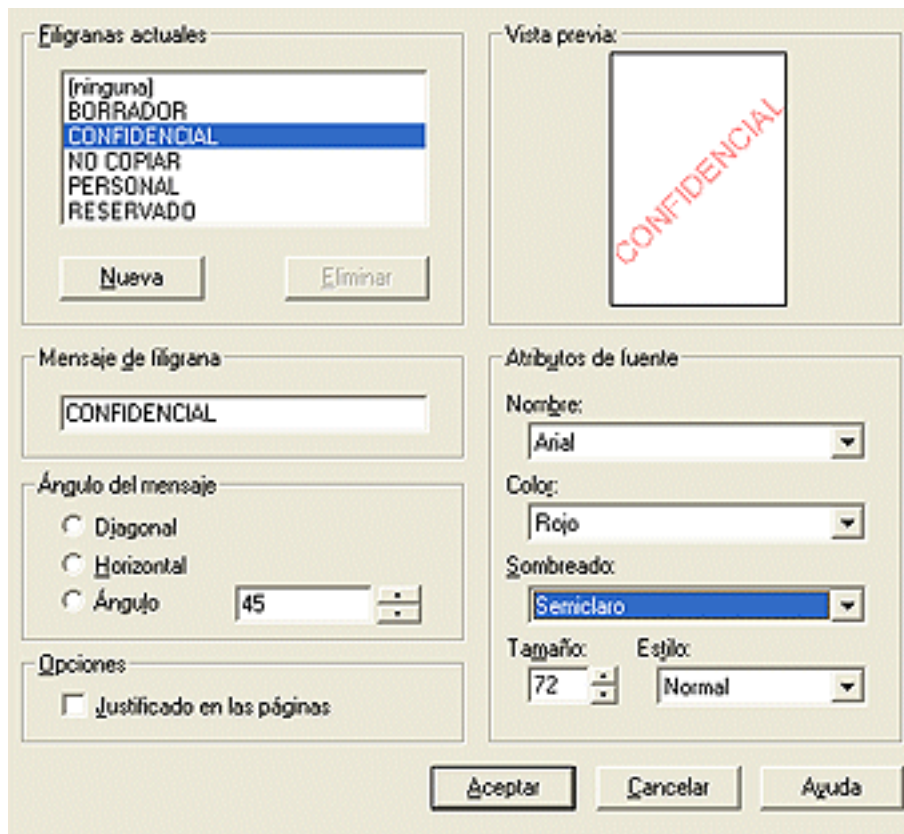 Filigranas actuales
(ninguna)
BORRADOR
CONFIDENCIAL
NO COPIAR
PERSONAL
RESERVADO
Nueva
Eliminar
Vista previa:
CONFIDENCIAL
Mensaje de filigrana
CONFIDENCIAL
Ángulo del mensaje
Diagonal
Horizontal
Ángulo 45
Opciones
Justificado en las páginas
Atributos de fuente
Nombre:
Arial
Color:
Rojo
Sombreado:
Semiclaro
Tamaño: Estilo:
72 Normal
Aceptar Cancelar Ayuda